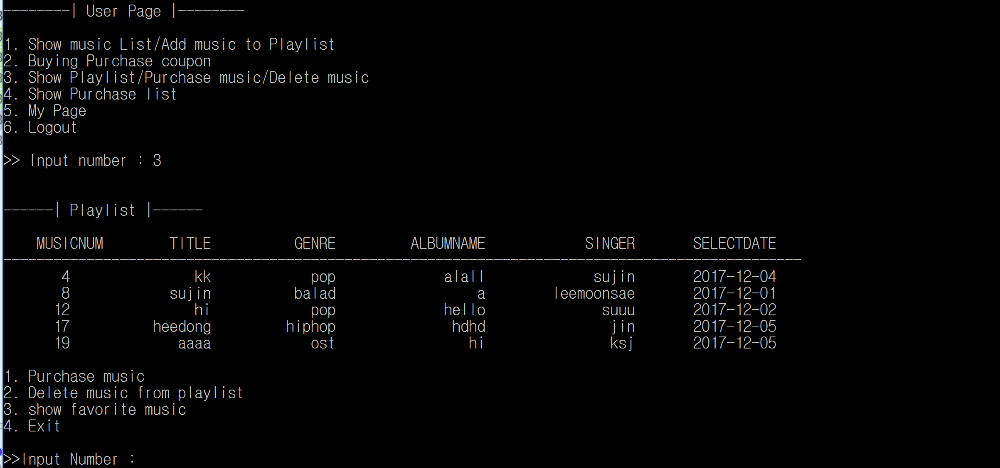 --------| User Page |--------
1. Show music List/Add music to Playlist
2. Buying Purchase coupon
3. Show Playlist/Purchase music/Delete music
4. Show Purchase list
5. My Page
6. Logout
>> Input number : 3
------| Playlist |------
MUSICNUM TITLE GENRE ALBUMNAME SINGER SELECTDATE
------------------------------------------------------------------------------------------------
4 kk pop alall sujin 2017-12-04
8 sujin balad a leemoonsae 2017-12-01
12 hi pop hello suuu 2017-12-02
17 heedong hiphop hdhd jin 2017-12-05
19 aaaa ost hi ksj 2017-12-05
1. Purchase music
2. Delete music from playlist
3. show favorite music
4. Exit
>>Input Number :